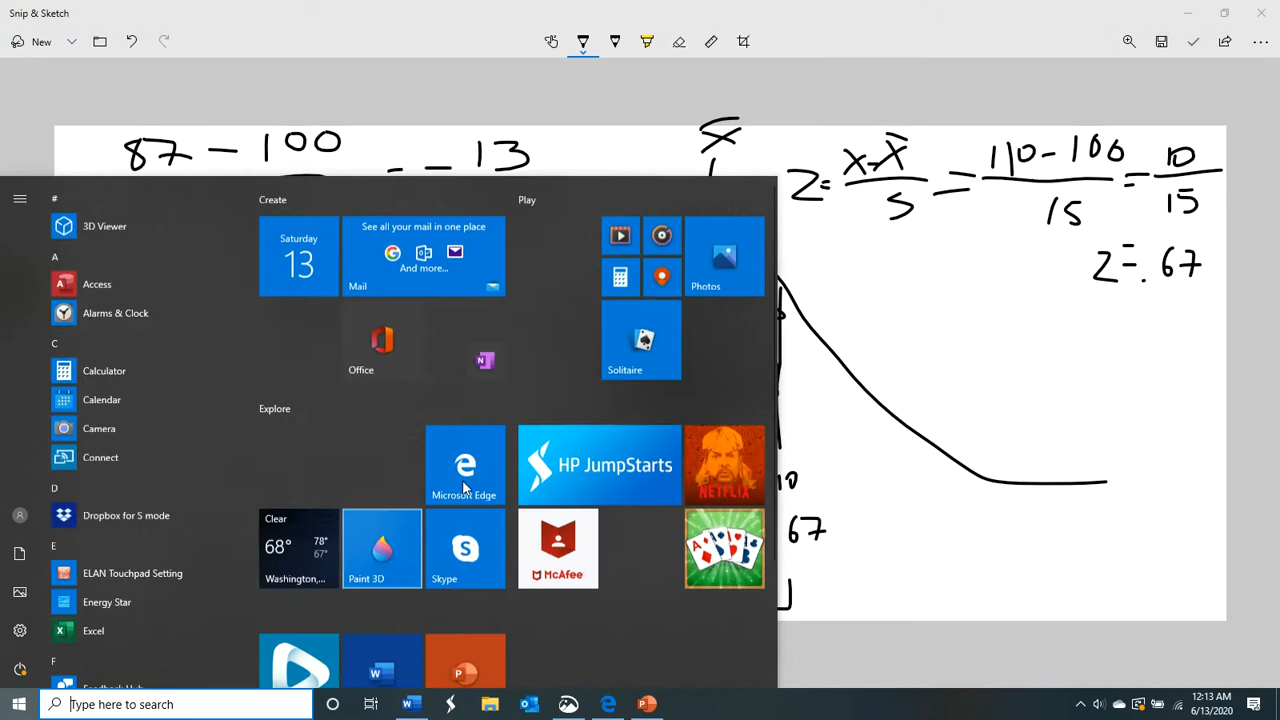 Snip & Sketch
New
87 - 100
- - 13
x̄
Z= x-x̄ / s = 110-100 / 15 = 10 / 15
Z=.67
10
67
#
3D Viewer
A
Access
Alarms & Clock
C
Calculator
Calendar
Camera
Connect
D
Dropbox for S mode
E
ELAN Touchpad Setting
Energy Star
Excel
F
Feedback Hub
Create
Saturday
13
See all your mail in one place
And more...
Mail
Office
Explore
Microsoft Edge
Clear
68°
78°
67°
Washington,...
Paint 3D
Skype
Play
Photos
Solitaire
HP JumpStarts
NETFLIX
McAfee
Type here to search
12:13 AM
6/13/2020